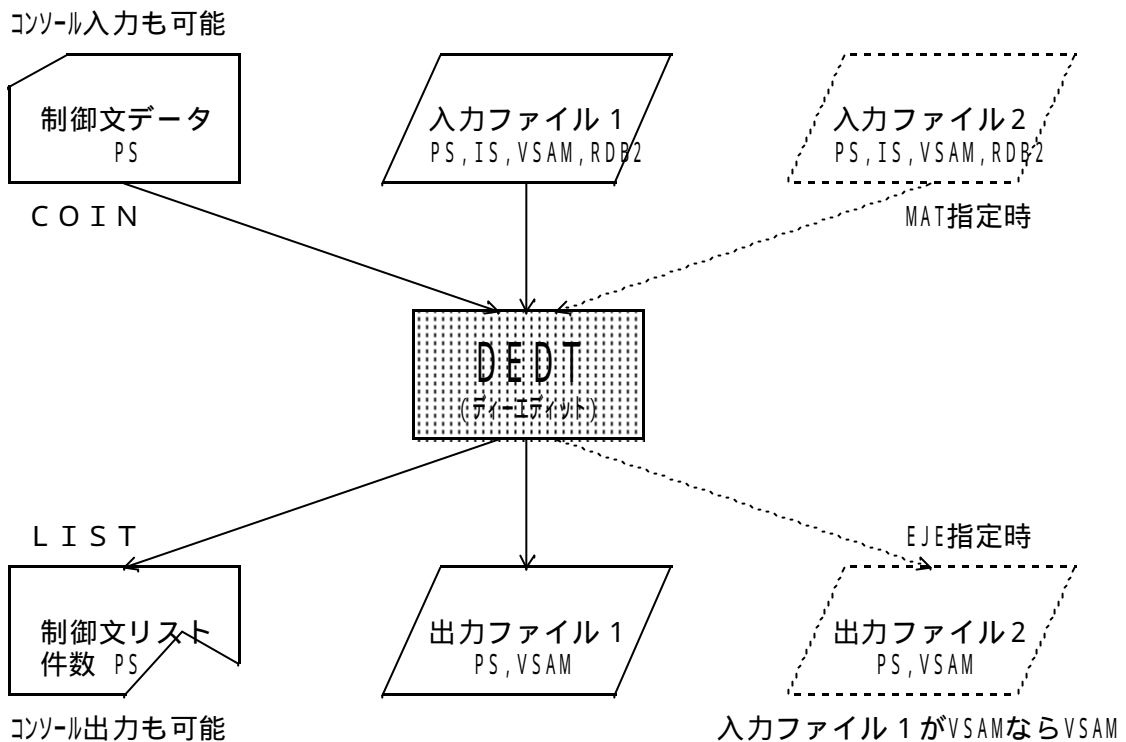 ｺﾝｿｰﾙ入力も可能
制御文データ
PS
入力ファイル１
PS,IS,VSAM,RDB2
入力ファイル２
PS,IS,VSAM,RDB2
ＣＯＩＮ
MAT指定時
ＤＥＤＴ
(ﾃﾞｨｰｴﾃﾞｨｯﾄ)
ＬＩＳＴ
EJE指定時
制御文リスト
件数 PS
出力ファイル１
PS,VSAM
出力ファイル２
PS,VSAM
ｺﾝｿｰﾙ出力も可能
入力ファイル１がVSAMならVSAM